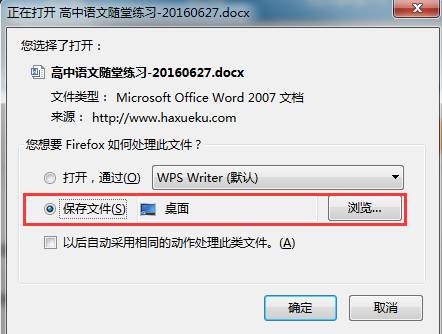 正在打开 高中语文随堂练习-20160627.docx
您选择了打开:
高中语文随堂练习-20160627.docx
文件类型: Microsoft Office Word 2007 文档
来源: http://www.haxueku.com
您想要 Firefox 如何处理此文件?
打开，通过(O) WPS Writer (默认)
保存文件(S) 桌面 浏览...
以后自动采用相同的动作处理此类文件。(A)
确定 取消